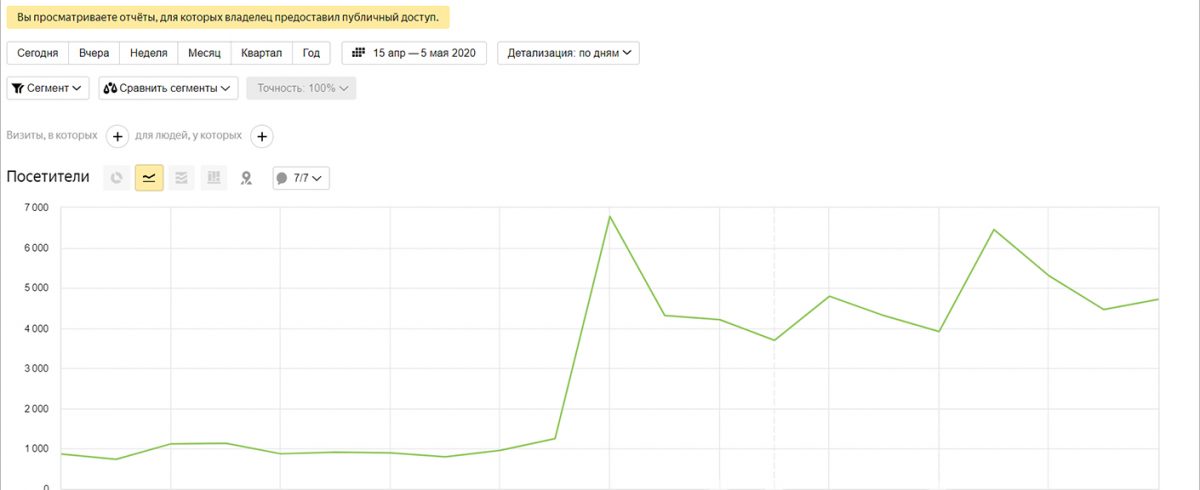 Вы просматриваете отчёты, для которых владелец предоставил публичный доступ.
Сегодня Вчера Неделя Месяц Квартал Год 15 апр — 5 мая 2020 Детализация: по дням
Сегмент Сравнить сегменты Точность: 100%
Визиты, в которых + для людей, у которых +
Посетители 7/7
7 000
6 000
5 000
4 000
3 000
2 000
1 000
0